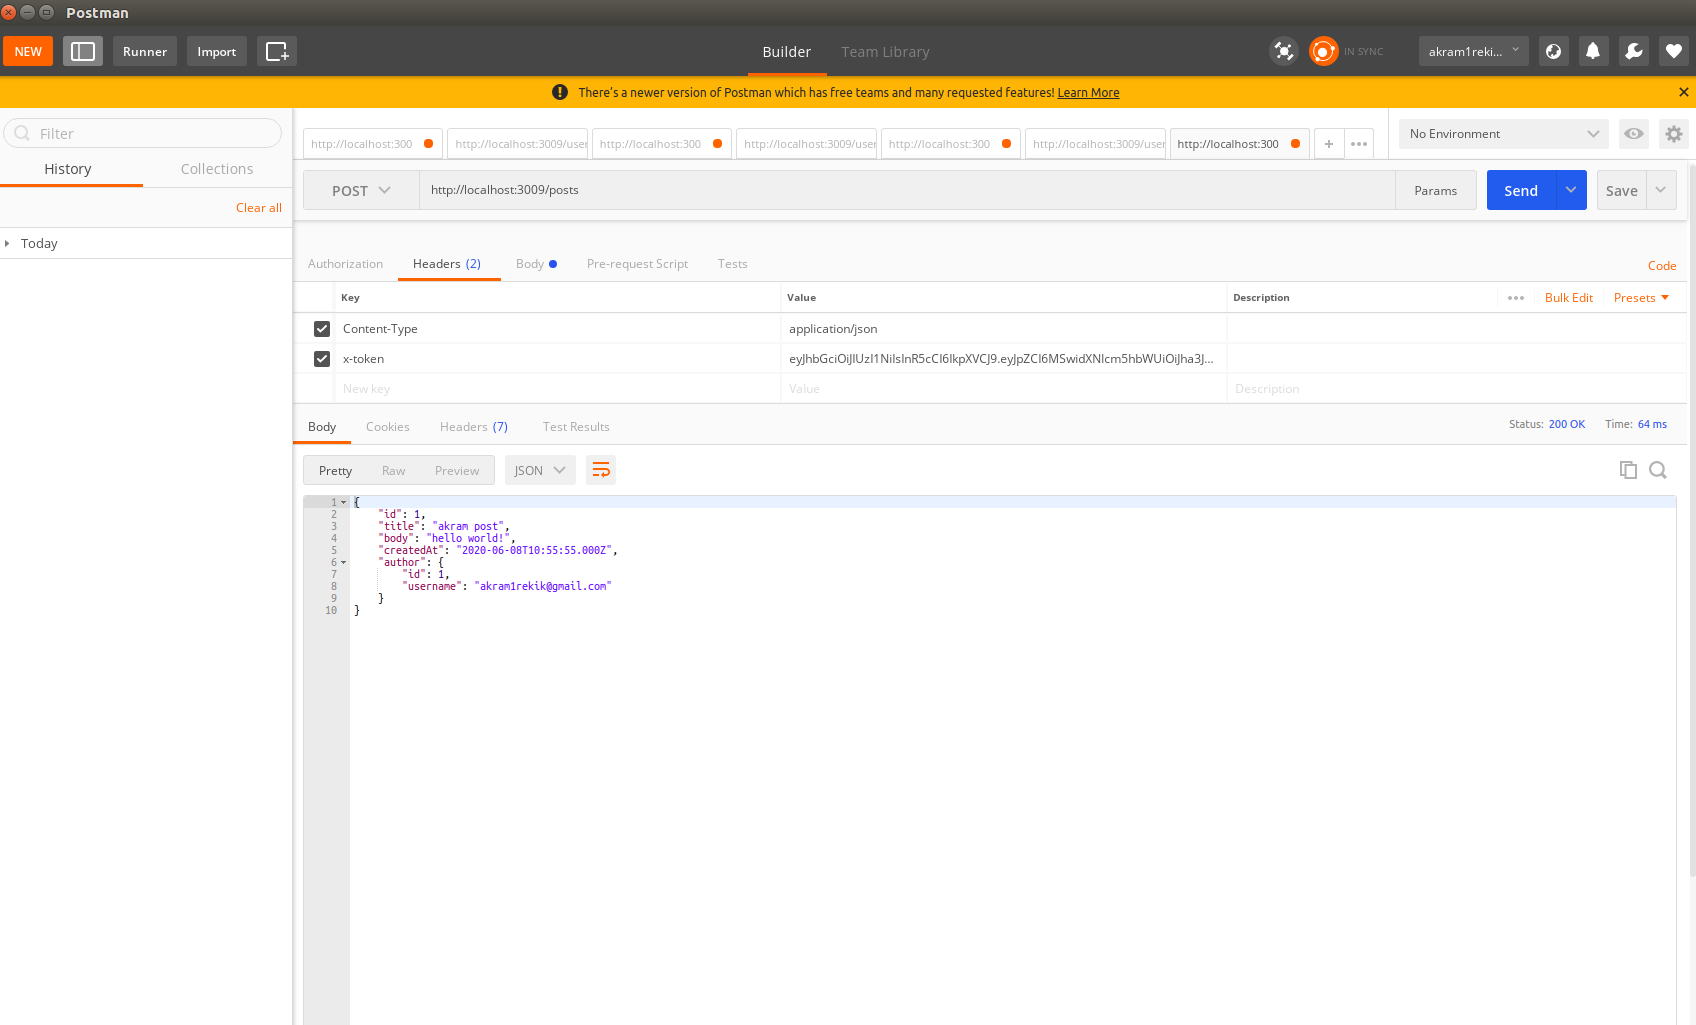 Postman
NEW Runner Import Builder Team Library IN SYNC akram1reki...
There's a newer version of Postman which has free teams and many requested features! Learn More
Filter
History Collections
Clear all
Today
http://localhost:300 http://localhost:3009/user http://localhost:300 http://localhost:3009/user http://localhost:300 http://localhost:3009/user http://localhost:300 + No Environment
POST http://localhost:3009/posts Params Send Save
Authorization Headers (2) Body Pre-request Script Tests Code
Key Value Description Bulk Edit Presets
Content-Type application/json
x-token eyJhbGciOiJIUzI1NiIsInR5cCI6IkpXVCJ9.eyJpZCI6MSwidXNlcm5hbWUiOiJha3J...
New key Value Description
Body Cookies Headers (7) Test Results Status: 200 OK Time: 64 ms
Pretty Raw Preview JSON
1 {
2 "id": 1,
3 "title": "akram post",
4 "body": "hello world!",
5 "createdAt": "2020-06-08T10:55:55.000Z",
6 "author": {
7 "id": 1,
8 "username": "akram1rekik@gmail.com"
9 }
10 }